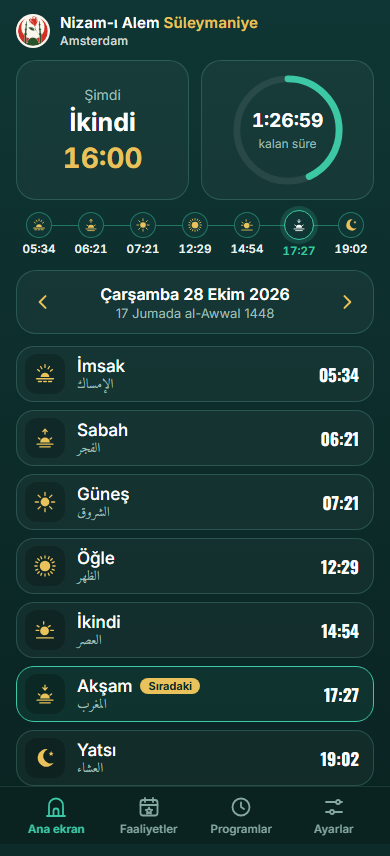 Nizam-ı Alem Süleymaniye
Amsterdam
Şimdi
İkindi
16:00
1:26:59
kalan süre
05:34 06:21 07:21 12:29 14:54 17:27 19:02
Çarşamba 28 Ekim 2026
17 Jumada al-Awwal 1448
İmsak 05:34
الإمساك
Sabah 06:21
الفجر
Güneş 07:21
الشروق
Öğle 12:29
الظهر
İkindi 14:54
العصر
Akşam Sıradaki 17:27
المغرب
Yatsı 19:02
العشاء
Ana ekran Faaliyetler Programlar Ayarlar